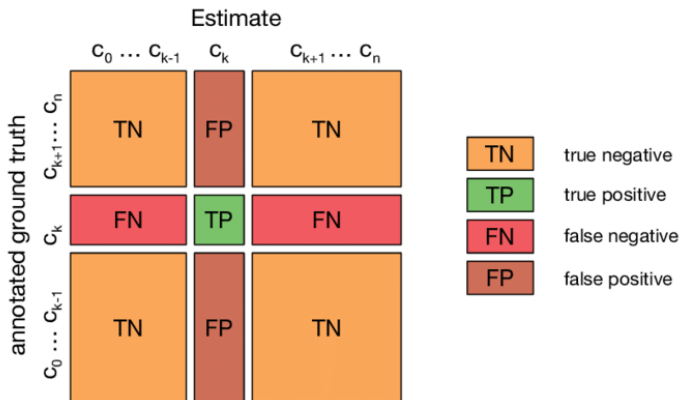 Estimate
c0 … ck-1 ck ck+1 … cn
annotated ground truth
ck+1 … cn
ck
c0 … ck-1
TN FP TN
FN TP FN
TN FP TN
TN true negative
TP true positive
FN false negative
FP false positive